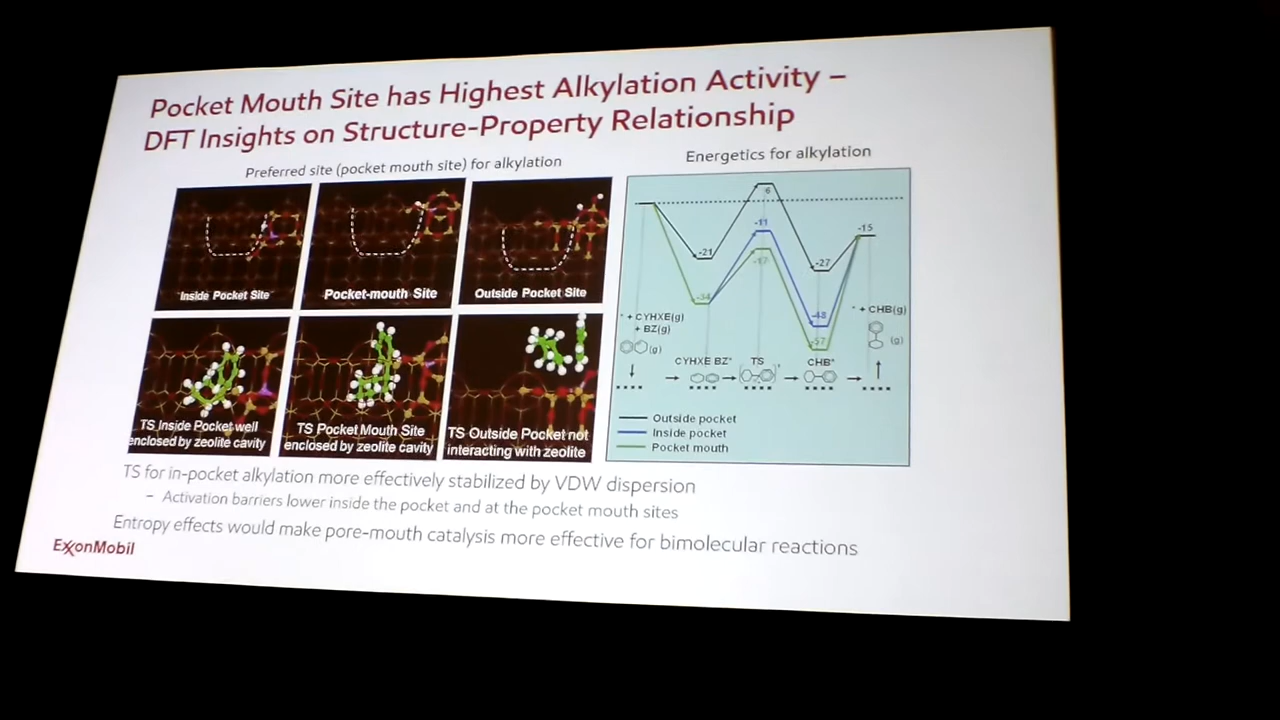 Pocket Mouth Site has Highest Alkylation Activity –
DFT Insights on Structure-Property Relationship
Preferred site (pocket mouth site) for alkylation
Inside Pocket Site
Pocket-mouth Site
Outside Pocket Site
TS Inside Pocket well
enclosed by zeolite cavity
TS Pocket Mouth Site
enclosed by zeolite cavity
TS Outside Pocket not
interacting with zeolite
Energetics for alkylation
6
-11
-17
-15
-21
-27
-34
-48
-57
* + CYHXE(g)
+ BZ(g)
(g)
* + CHB(g)
(g)
CYHXE BZ*
TS
CHB*
Outside pocket
Inside pocket
Pocket mouth
TS for in-pocket alkylation more effectively stabilized by VDW dispersion
– Activation barriers lower inside the pocket and at the pocket mouth sites
Entropy effects would make pore-mouth catalysis more effective for bimolecular reactions
ExxonMobil